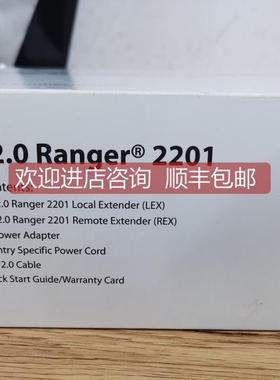 2.0 Ranger® 2201
欢迎进店咨询 顺丰包邮
2.0 Ranger 2201 Local Extender (LEX)
2.0 Ranger 2201 Remote Extender (REX)
Power Adapter
Specific Power Cord
2.0 Cable
Start Guide/Warranty Card